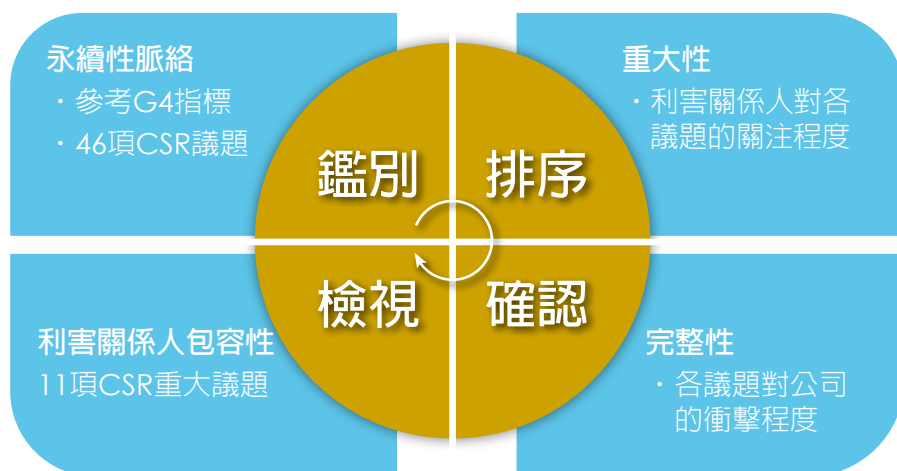 永續性脈絡
・參考G4指標
・46項CSR議題
鑑別
排序
重大性
・利害關係人對各
議題的關注程度
利害關係人包容性
11項CSR重大議題
檢視
確認
完整性
・各議題對公司
的衝擊程度